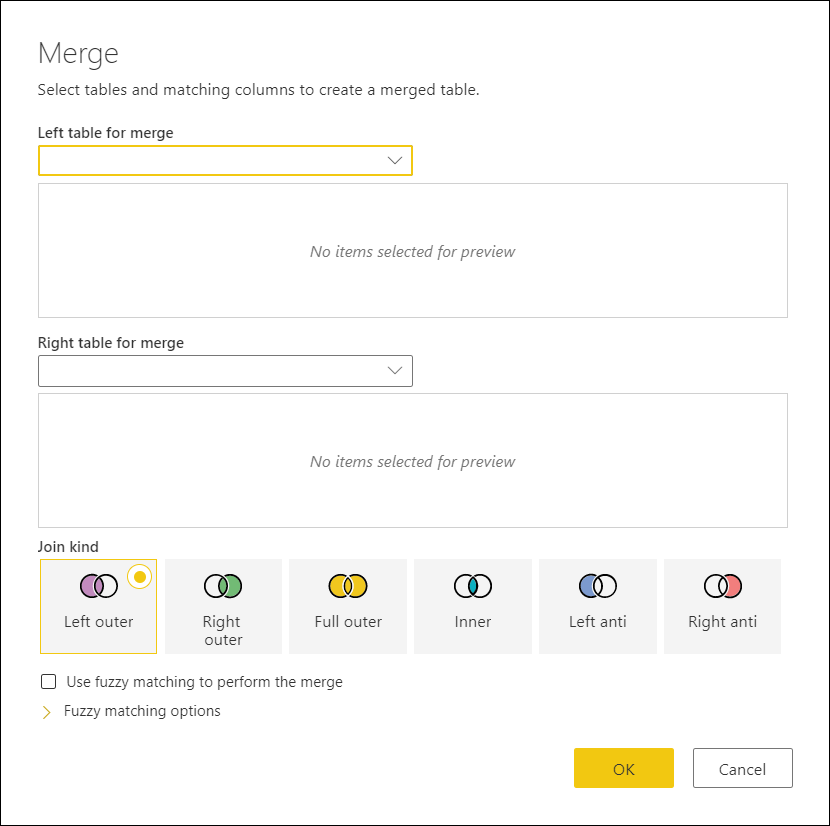 Merge
Select tables and matching columns to create a merged table.
Left table for merge
No items selected for preview
Right table for merge
No items selected for preview
Join kind
Left outer
Right
outer
Full outer
Inner
Left anti
Right anti
Use fuzzy matching to perform the merge
Fuzzy matching options
OK
Cancel